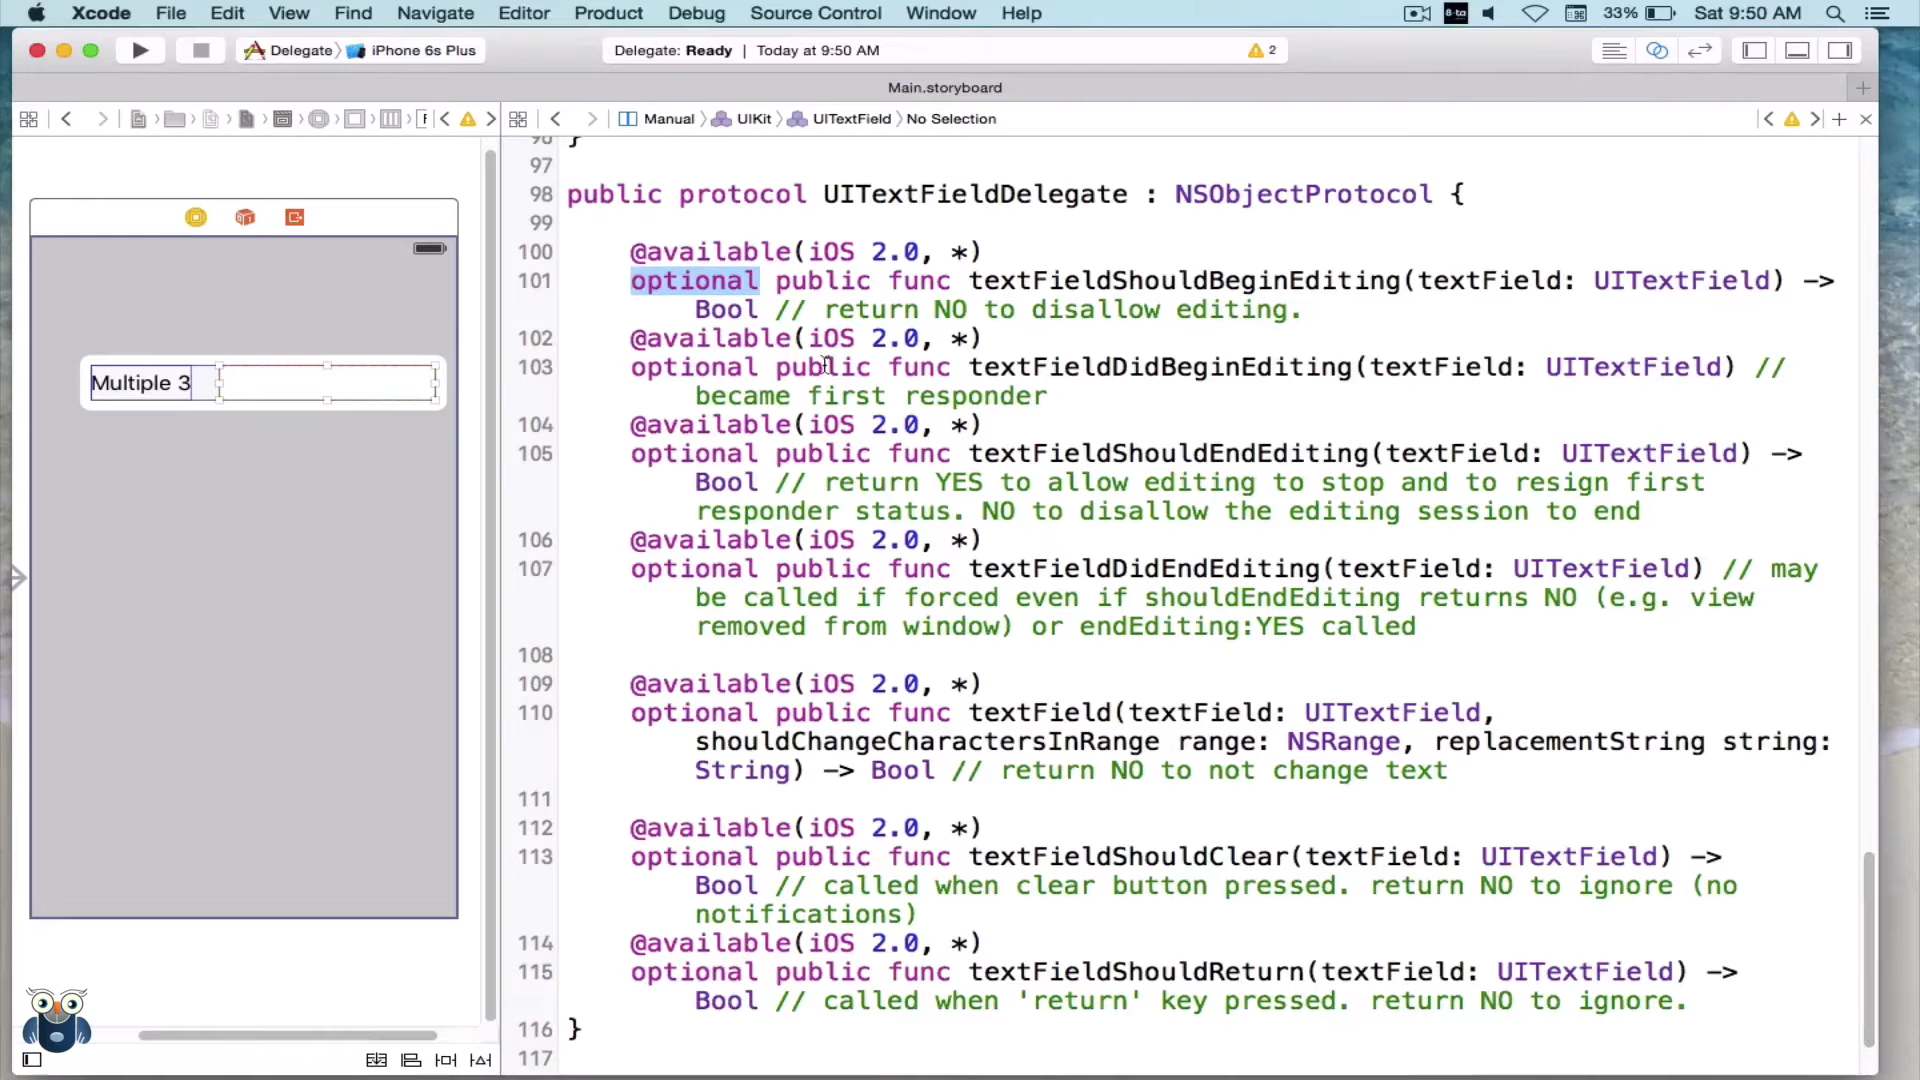 Xcode File Edit View Find Navigate Editor Product Debug Source Control Window Help 33% Sat 9:50 AM
Delegate iPhone 6s Plus Delegate: Ready | Today at 9:50 AM 2
Main.storyboard
Manual UIKit UITextField No Selection
96 }
97
98 public protocol UITextFieldDelegate : NSObjectProtocol {
99
100 @available(iOS 2.0, *)
101 optional public func textFieldShouldBeginEditing(textField: UITextField) ->
Bool // return NO to disallow editing.
102 @available(iOS 2.0, *)
103 optional public func textFieldDidBeginEditing(textField: UITextField) //
became first responder
104 @available(iOS 2.0, *)
105 optional public func textFieldShouldEndEditing(textField: UITextField) ->
Bool // return YES to allow editing to stop and to resign first
responder status. NO to disallow the editing session to end
106 @available(iOS 2.0, *)
107 optional public func textFieldDidEndEditing(textField: UITextField) // may
be called if forced even if shouldEndEditing returns NO (e.g. view
removed from window) or endEditing:YES called
108
109 @available(iOS 2.0, *)
110 optional public func textField(textField: UITextField,
shouldChangeCharactersInRange range: NSRange, replacementString string:
String) -> Bool // return NO to not change text
111
112 @available(iOS 2.0, *)
113 optional public func textFieldShouldClear(textField: UITextField) ->
Bool // called when clear button pressed. return NO to ignore (no
notifications)
114 @available(iOS 2.0, *)
115 optional public func textFieldShouldReturn(textField: UITextField) ->
Bool // called when 'return' key pressed. return NO to ignore.
116 }
117
Multiple 3